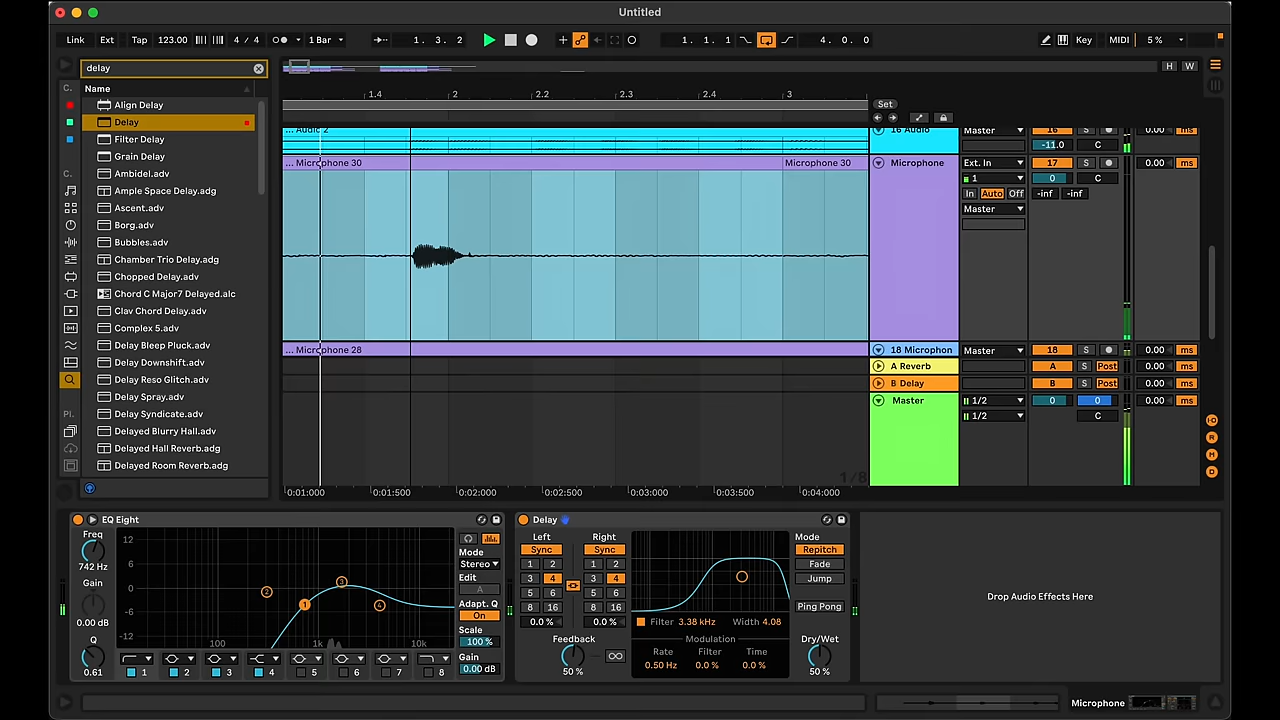 Untitled
Link Ext Tap 123.00 4 / 4 1 Bar 1. 3. 2 1. 1. 1 4. 0. 0 Key MIDI 5 %
delay
H W
C. Name
Align Delay
Delay
Filter Delay
Grain Delay
Ambidel.adv
C.
Ample Space Delay.adg
Ascent.adv
Borg.adv
Bubbles.adv
Chamber Trio Delay.adg
Chopped Delay.adv
Chord C Major7 Delayed.alc
Clav Chord Delay.adv
Complex 5.adv
Delay Bleep Pluck.adv
Delay Downshift.adv
Delay Reso Glitch.adv
Delay Spray.adv
Delay Syndicate.adv
Pl.
Delayed Blurry Hall.adv
Delayed Hall Reverb.adg
Delayed Room Reverb.adg
1.4 2 2.2 2.3 2.4 3
Set
... Audio 2 16 Audio Master 16 S 0.00 ms
-11.0 C
... Microphone 30 Microphone 30 Microphone Ext. In 17 S 0.00 ms
1 0 C
In Auto Off -inf -inf
Master
... Microphone 28 18 Microphon Master 18 S 0.00 ms
A Reverb A S Post 0.00 ms
B Delay B S Post 0.00 ms
Master 1/2 0 0 0.00 ms
1/2 C
1/8
0:01:000 0:01:500 0:02:000 0:02:500 0:03:000 0:03:500 0:04:000
EQ Eight
Freq
742 Hz
Gain
0.00 dB
Q
0.61
12
6
0
-6
-12
100 1k 10k
1 2 3 4
1 2 3 4 5 6 7 8
Mode
Stereo
Edit
A
Adapt. Q
On
Scale
100 %
Gain
0.00 dB
Delay
Left Right
Sync Sync
1 2 1 2
3 4 3 4
5 6 5 6
8 16 8 16
0.0 % 0.0 %
Feedback
50 %
Filter 3.38 kHz Width 4.08
Modulation
Rate Filter Time
0.50 Hz 0.0 % 0.0 %
Mode
Repitch
Fade
Jump
Ping Pong
Dry/Wet
50 %
Drop Audio Effects Here
I·O
R
M
D
Microphone